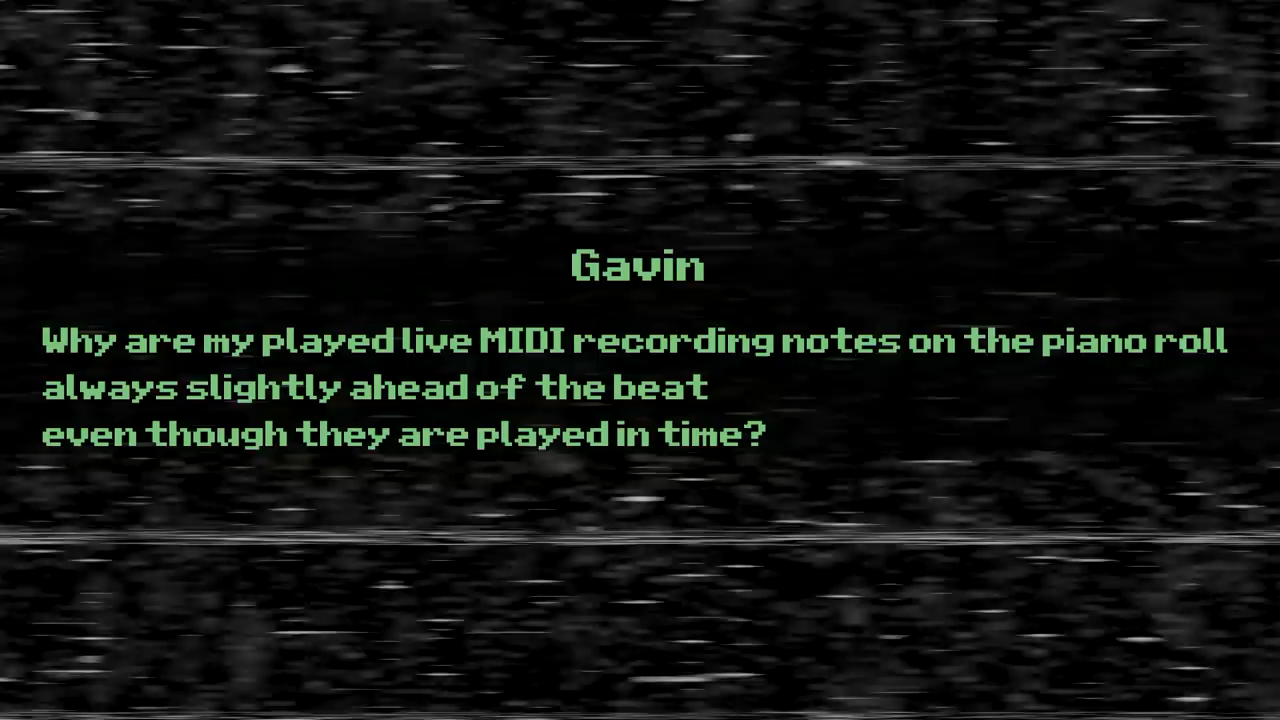 Gavin
Why are my played live MIDI recording notes on the piano roll
always slightly ahead of the beat
even though they are played in time?